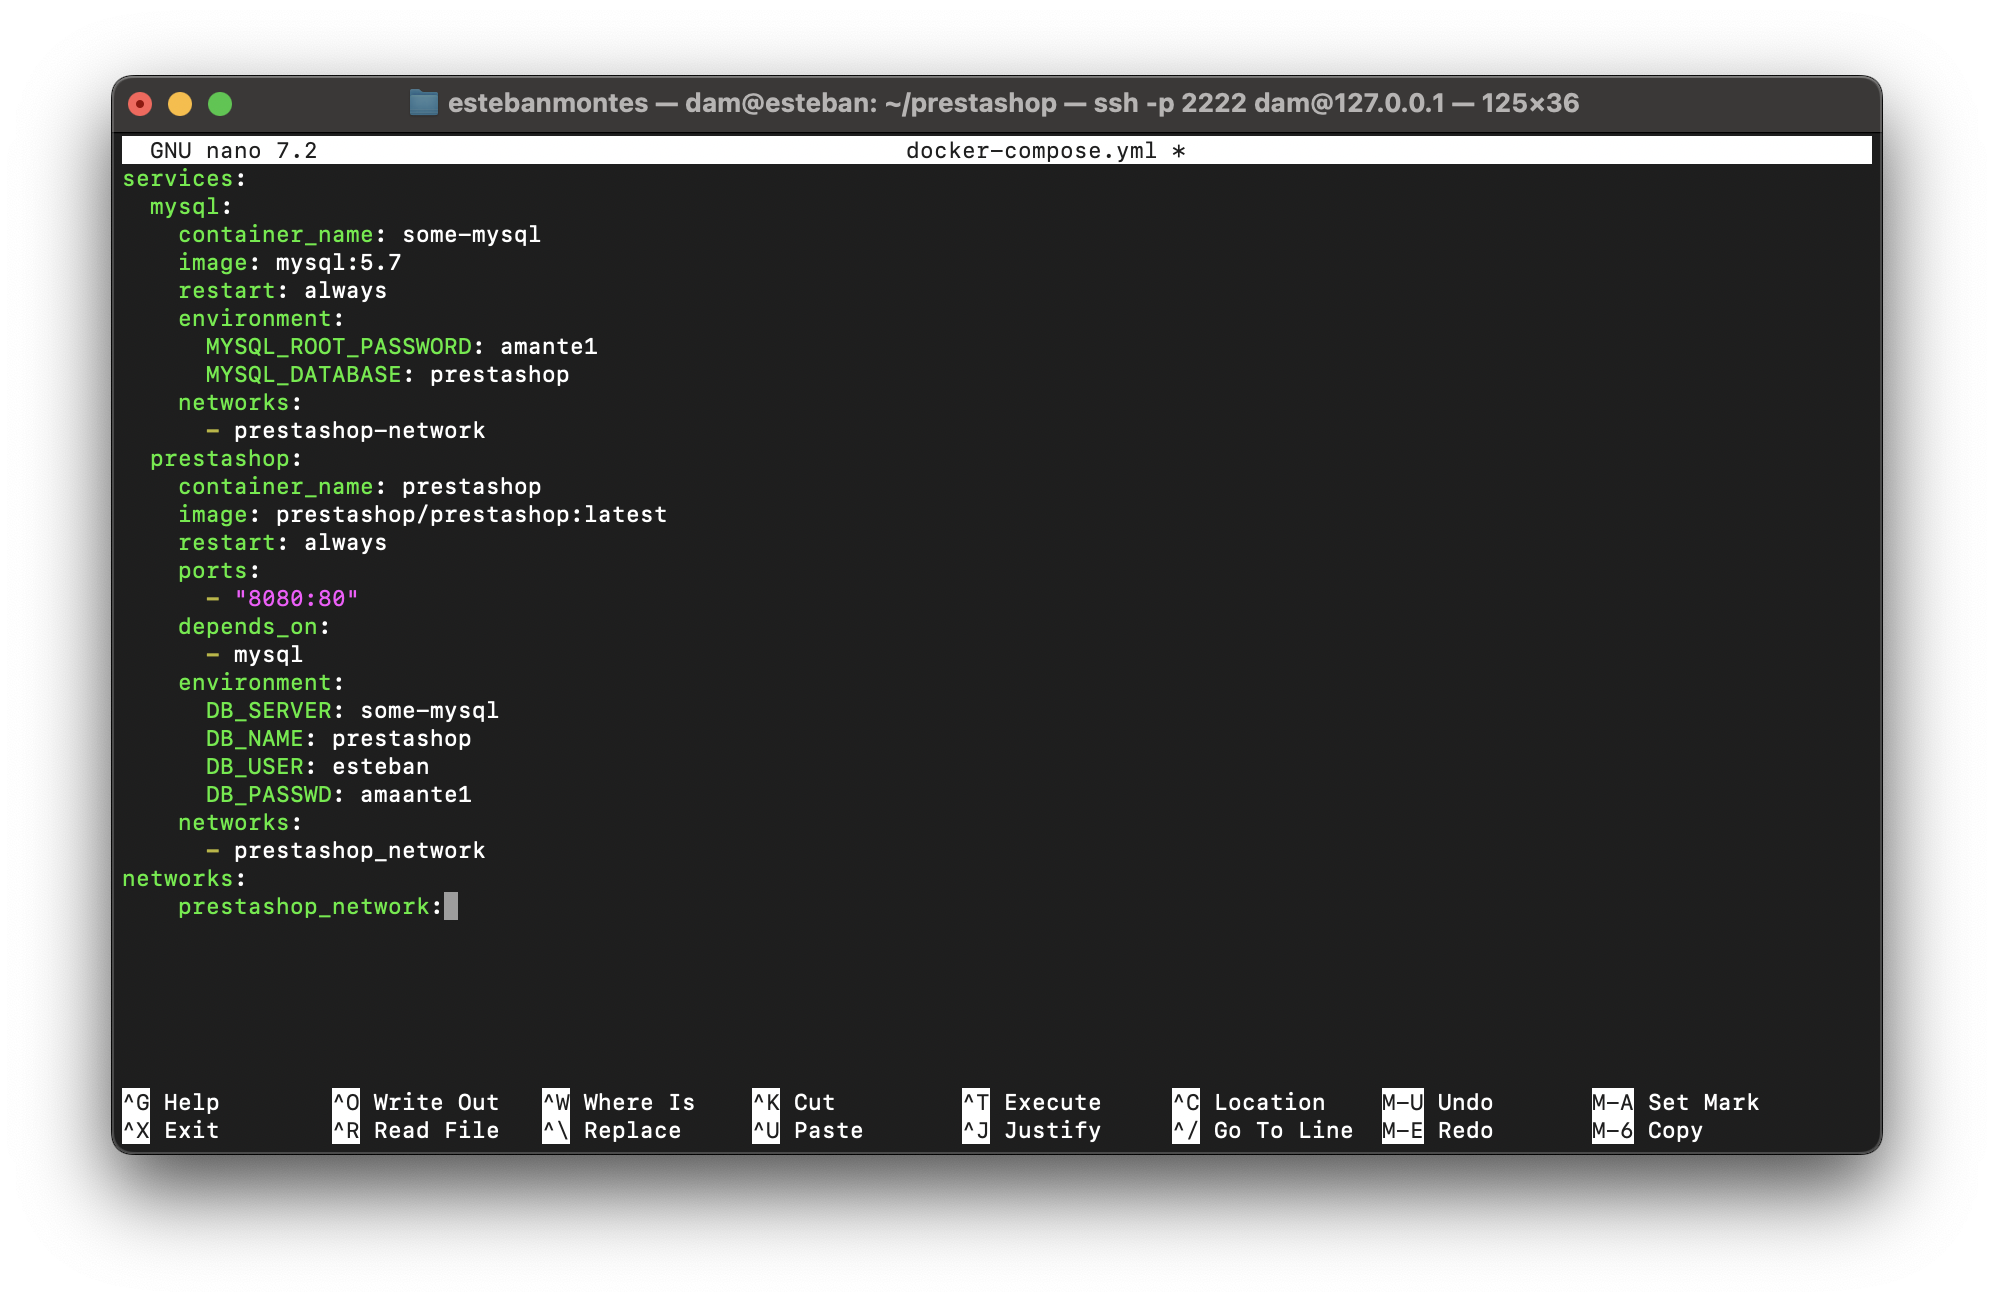 estebanmontes — dam@esteban: ~/prestashop — ssh -p 2222 dam@127.0.0.1 — 125×36
GNU nano 7.2 docker-compose.yml *
services:
  mysql:
    container_name: some-mysql
    image: mysql:5.7
    restart: always
    environment:
      MYSQL_ROOT_PASSWORD: amante1
      MYSQL_DATABASE: prestashop
    networks:
      - prestashop-network
  prestashop:
    container_name: prestashop
    image: prestashop/prestashop:latest
    restart: always
    ports:
      - "8080:80"
    depends_on:
      - mysql
    environment:
      DB_SERVER: some-mysql
      DB_NAME: prestashop
      DB_USER: esteban
      DB_PASSWD: amaante1
    networks:
      - prestashop_network
networks:
    prestashop_network:
^G Help ^O Write Out ^W Where Is ^K Cut ^T Execute ^C Location M-U Undo M-A Set Mark
^X Exit ^R Read File ^\ Replace ^U Paste ^J Justify ^/ Go To Line M-E Redo M-6 Copy